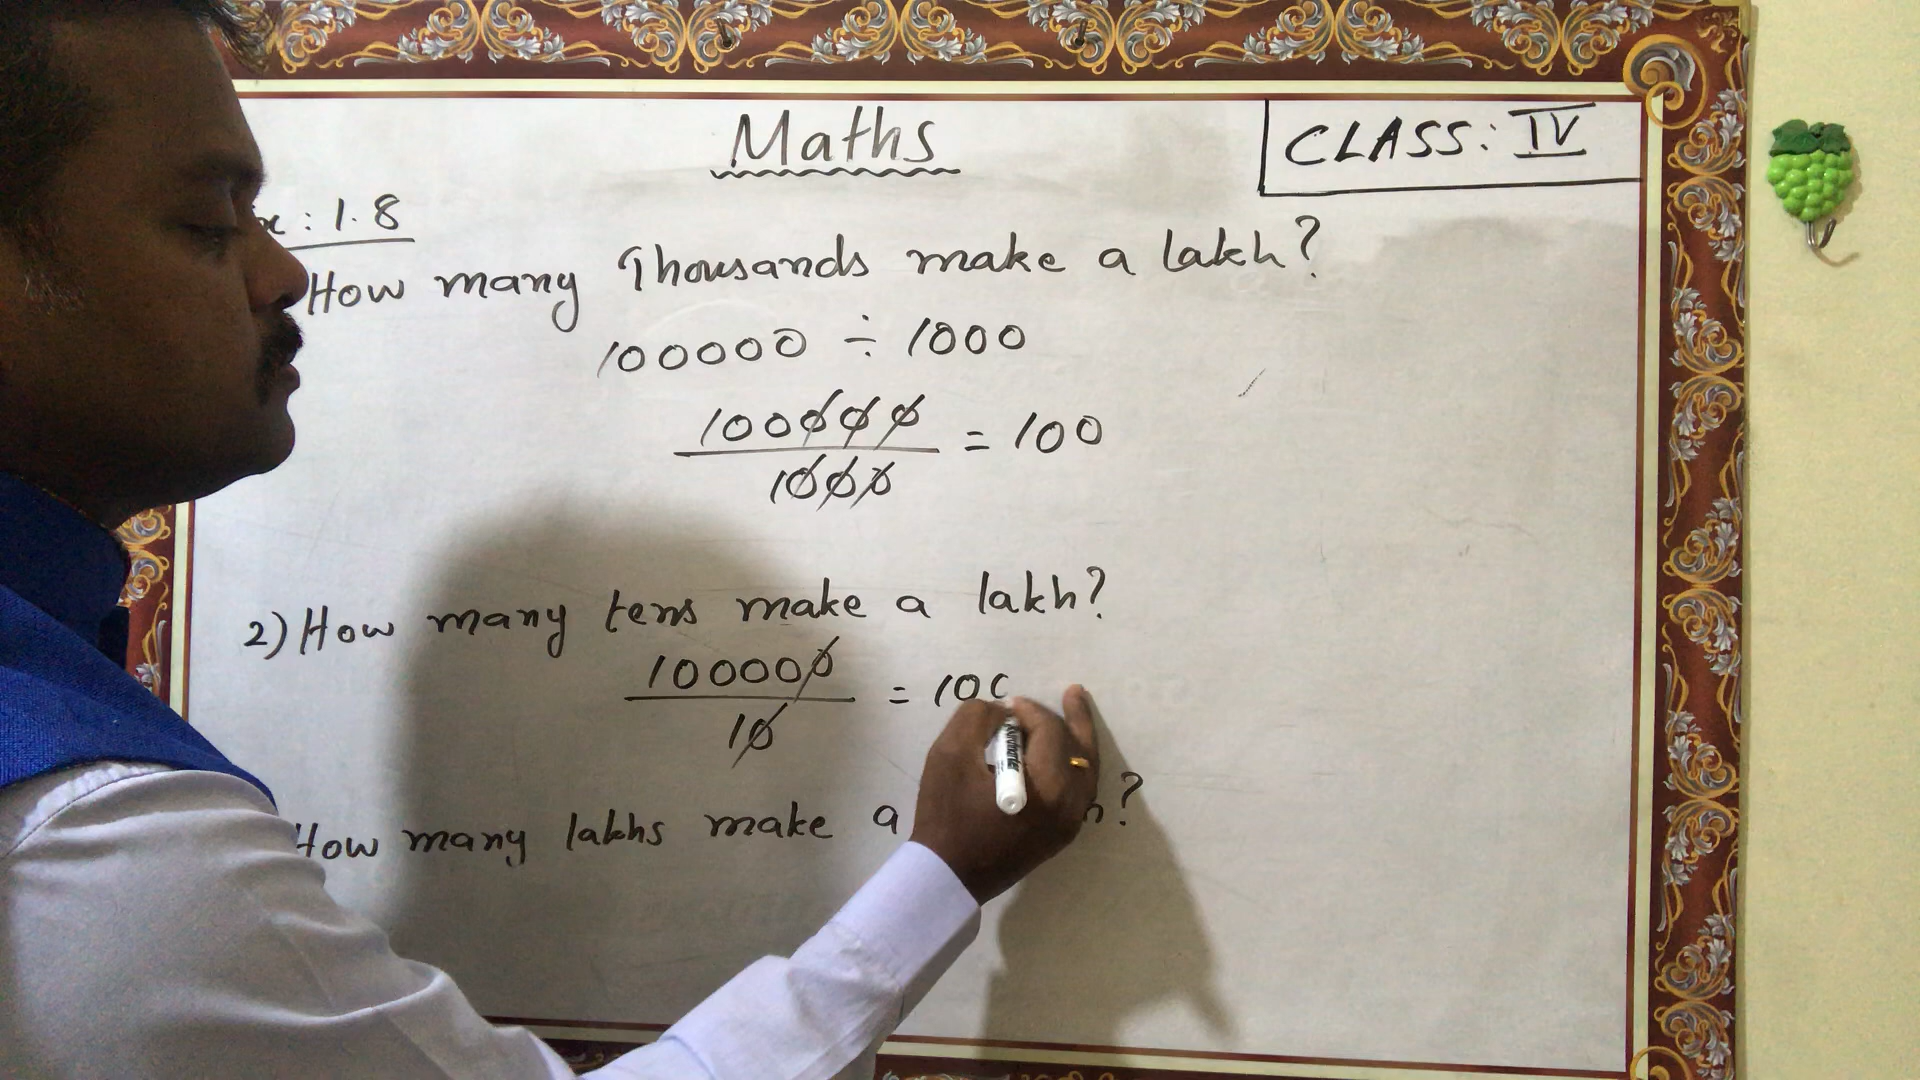 Maths
CLASS: IV
x: 1.8
How many Thousands make a lakh?
100000 ÷ 1000
100000
= 100
1000
2) How many tens make a lakh?
100000
= 100
10
How many lakhs make a
?